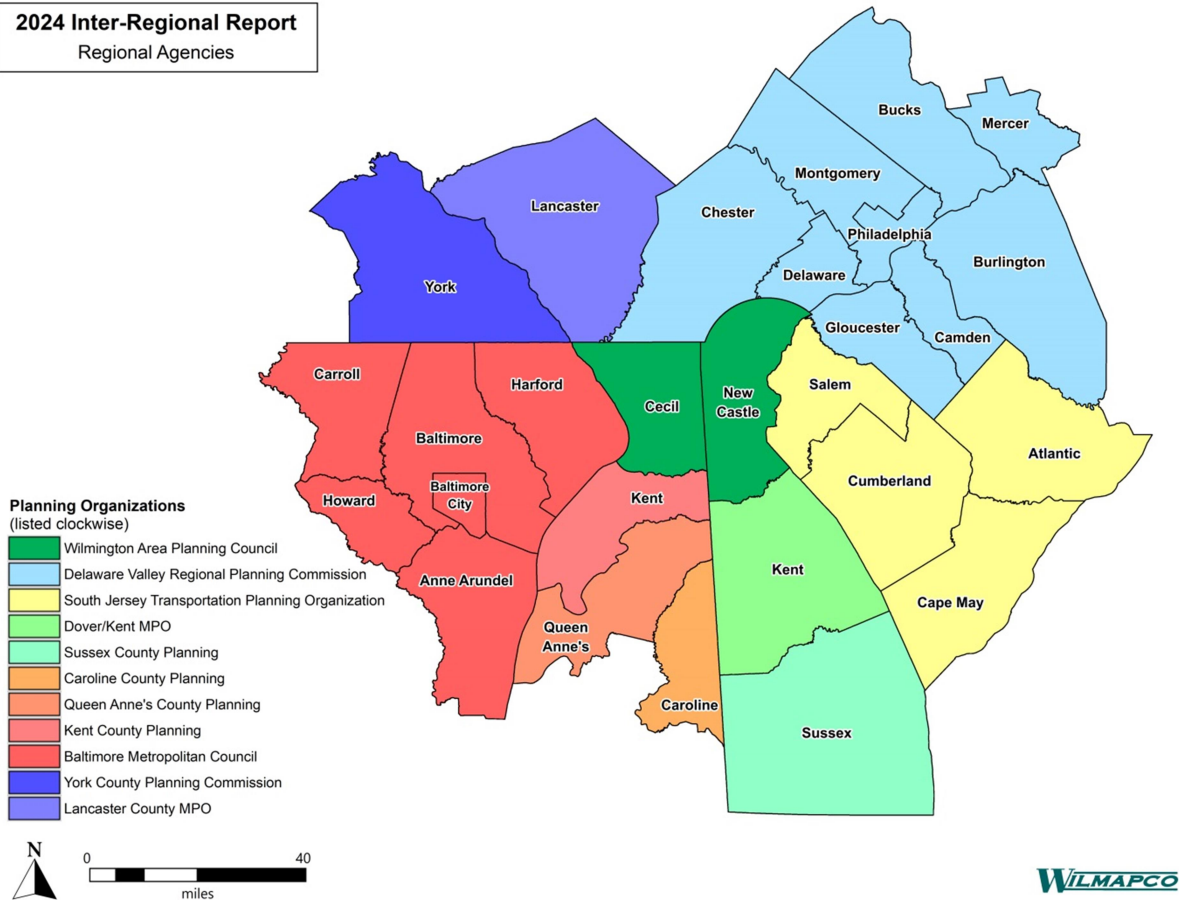 2024 Inter-Regional Report
Regional Agencies
Bucks
Mercer
Montgomery
Lancaster
Chester
Philadelphia
Burlington
Delaware
York
Gloucester
Camden
Carroll
Harford
Salem
New
Castle
Cecil
Baltimore
Atlantic
Cumberland
Baltimore
City
Howard
Kent
Kent
Anne Arundel
Cape May
Queen
Anne's
Caroline
Sussex
Planning Organizations
(listed clockwise)
Wilmington Area Planning Council
Delaware Valley Regional Planning Commission
South Jersey Transportation Planning Organization
Dover/Kent MPO
Sussex County Planning
Caroline County Planning
Queen Anne's County Planning
Kent County Planning
Baltimore Metropolitan Council
York County Planning Commission
Lancaster County MPO
N
0 40
miles
WILMAPCO